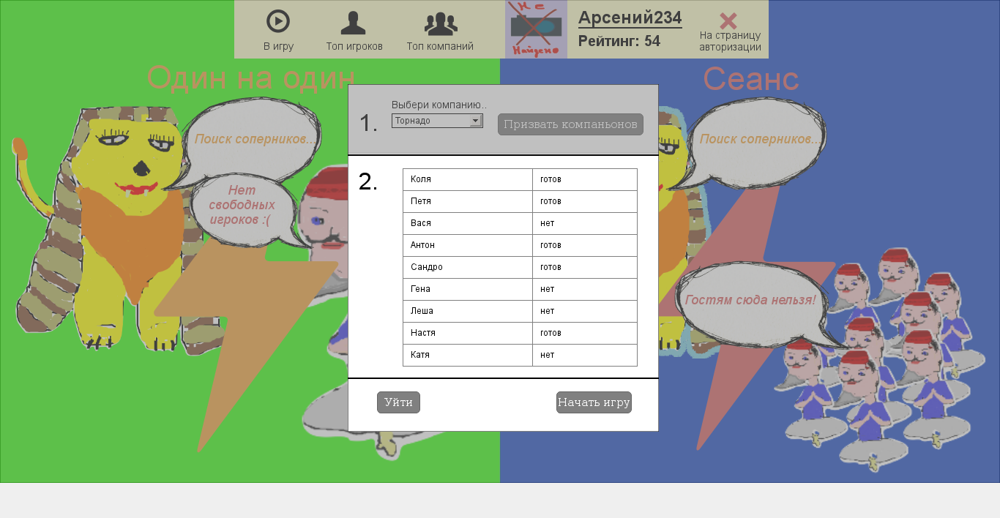 Не
Найдено
В игру
Топ игроков
Топ компаний
Арсений234
Рейтинг: 54
На страницу
авторизации
Один на один
Сеанс
Поиск соперников...
Нет
свободных
игроков :(
1.
Выбери компанию..
Торнадо
Призвать компаньонов
2.
Коля готов
Петя готов
Вася нет
Антон готов
Сандро готов
Гена нет
Леша нет
Настя готов
Катя нет
Уйти
Начать игру
Поиск соперников...
Гостям сюда нельзя!